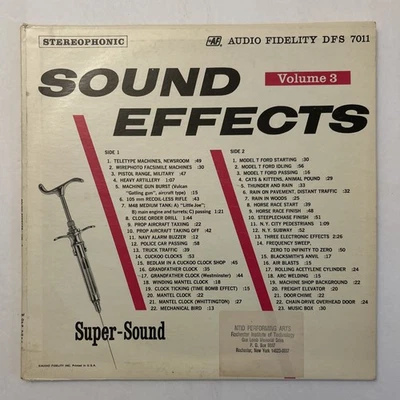 STEREOPHONIC
AF AUDIO FIDELITY DFS 7011
SOUND
Volume 3
EFFECTS
SIDE 1
1. TELETYPE MACHINES, NEWSROOM :49
2. WIREPHOTO FACSIMILE MACHINES :30
3. PISTOL RANGE, MILITARY :47
4. HEAVY ARTILLERY 1:07
5. MACHINE GUN BURST (Vulcan
"Gatling gun", aircraft type) :15
6. 105 mm RECOIL-LESS RIFLE :43
7. M48 MEDIUM TANK: A) "Little Joe";
B) main engine and turrets; C) passing 1:21
8. CLOSE ORDER DRILL 1:44
9. PROP AIRCRAFT TAKING
10. PROP AIRCRAFT TAKING OFF :42
11. NAVY ALARM BUZZER :12
12. POLICE CAR PASSING :58
13. TRUCK TRAFFIC :39
14. CUCKOO CLOCKS :53
15. BEDLAM IN A CUCKOO CLOCK SHOP :45
16. GRANDFATHER CLOCK :35
17. GRANDFATHER CLOCK (Westminster) :44
18. WINDING MANTEL CLOCK :18
19. CLOCK TICKING (TIME BOMB EFFECT) :15
20. MANTEL CLOCK :22
21. MANTEL CLOCK (WHITTINGTON) :27
22. MECHANICAL BIRD :13
SIDE 2
1. MODEL T FORD STARTING :30
2. MODEL T FORD IDLING :56
3. MODEL T FORD PASSING :16
4. CATS & KITTENS, ANIMAL POUND :29
5. THUNDER AND RAIN :33
6. RAIN ON PAVEMENT, DISTANT TRAFFIC :32
7. RAIN IN WOODS :25
8. HORSE RACE START :39
9. HORSE RACE FINISH :48
10. STEEPLECHASE FINISH :51
11. N.Y. CITY PEDESTRIANS 1:00
12. N.Y. SUBWAY :52
13. THREE ELECTRONIC EFFECTS 2:26
14. FREQUENCY SWEEP,
ZERO TO INFINITY TO ZERO :50
15. BLACKSMITH'S ANVIL :17
16. AIR BLASTS :15
17. ROLLING ACETYLENE CYLINDER :24
18. ARC WELDING :15
19. MACHINE SHOP BACKGROUND :22
20. FREIGHT ELEVATOR :20
21. DOOR CHIME :22
22. CHAIN-DRIVE OVERHEAD DOOR :24
23. MUSIC BOX :30
Super-Sound
NTID PERFORMING ARTS
Rochester Institute of Technology
Rochester, New York
AUDIO FIDELITY INC.